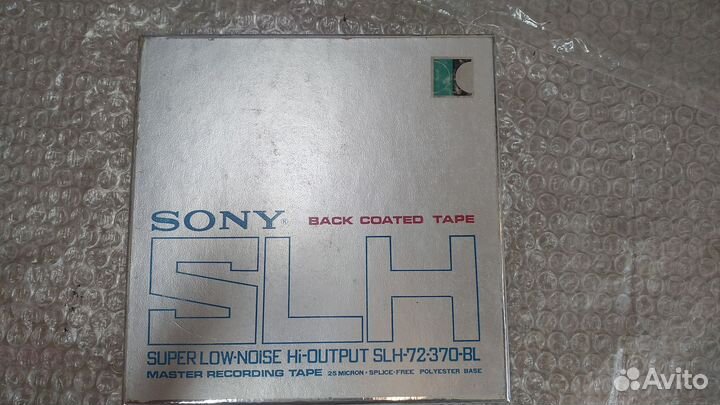 SONY® BACK COATED TAPE
SLH
SUPER LOW-NOISE Hi-OUTPUT SLH-72-370-BL
MASTER RECORDING TAPE 25 MICRON • SPLICE-FREE POLYESTER BASE
Avito